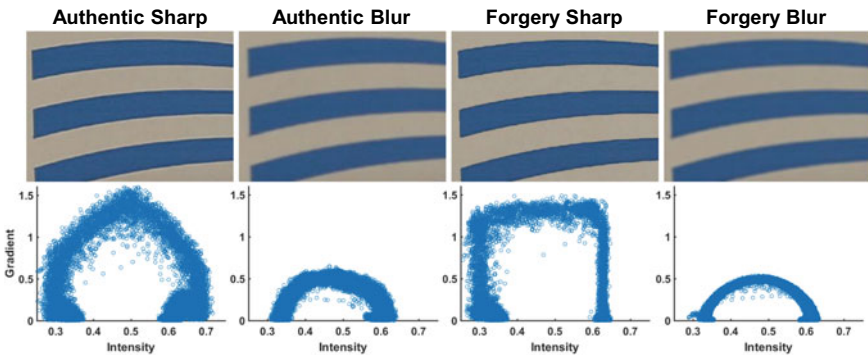 Authentic Sharp Authentic Blur Forgery Sharp Forgery Blur
1.5 1.5 1.5 1.5
1 1 1 1
Gradient
0.5 0.5 0.5 0.5
0 0 0 0
0.3 0.4 0.5 0.6 0.7 0.3 0.4 0.5 0.6 0.7 0.3 0.4 0.5 0.6 0.7 0.3 0.4 0.5 0.6 0.7
Intensity Intensity Intensity Intensity